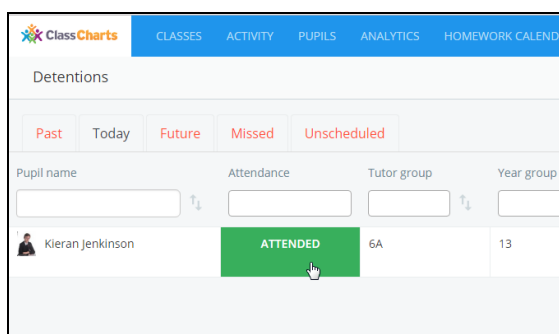 ClassCharts CLASSES ACTIVITY PUPILS ANALYTICS HOMEWORK CALEND
Detentions
Past Today Future Missed Unscheduled
Pupil name Attendance Tutor group Year group
Kieran Jenkinson ATTENDED 6A 13